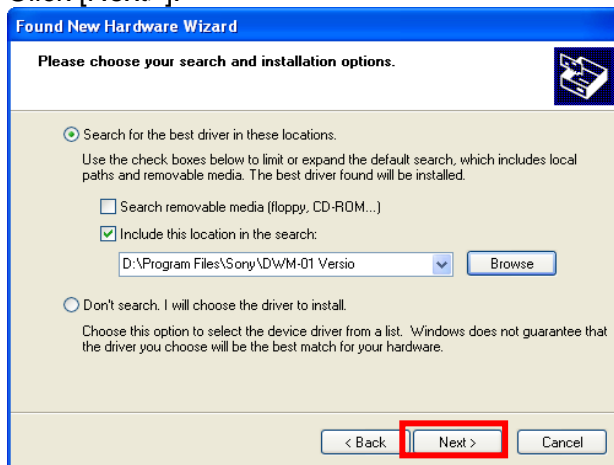 Found New Hardware Wizard
Please choose your search and installation options.
Search for the best driver in these locations.
Use the check boxes below to limit or expand the default search, which includes local
paths and removable media. The best driver found will be installed.
Search removable media (floppy, CD-ROM...)
Include this location in the search:
D:\Program Files\Sony\DWM-01 Versio
Browse
Don't search. I will choose the driver to install.
Choose this option to select the device driver from a list. Windows does not guarantee that
the driver you choose will be the best match for your hardware.
< Back
Next >
Cancel